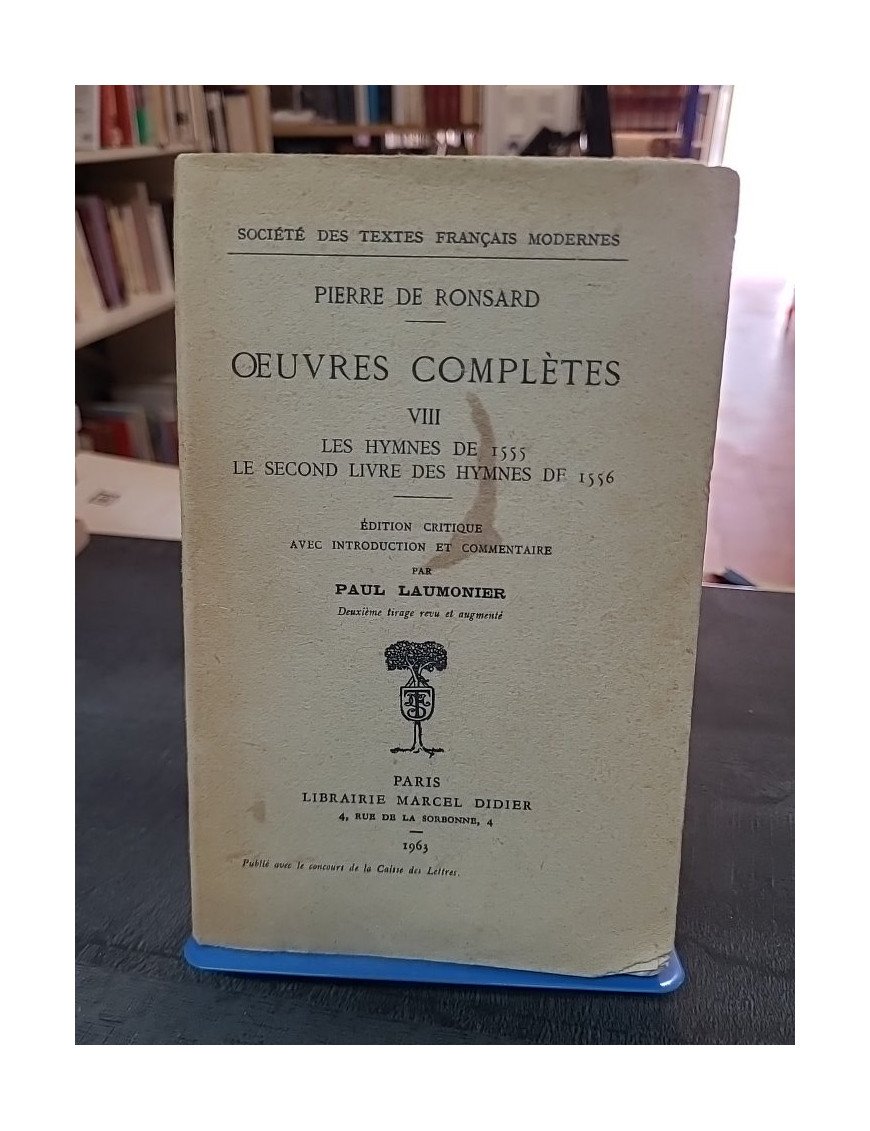 SOCIÉTÉ DES TEXTES FRANÇAIS MODERNES
PIERRE DE RONSARD
ŒUVRES COMPLÈTES
VIII
LES HYMNES DE 1555
LE SECOND LIVRE DES HYMNES DE 1556
ÉDITION CRITIQUE
AVEC INTRODUCTION ET COMMENTAIRE
PAR
PAUL LAUMONIER
Deuxième tirage revu et augmenté
PARIS
LIBRAIRIE MARCEL DIDIER
4, RUE DE LA SORBONNE, 4
1963
Publié avec le concours de la Caisse des Lettres.